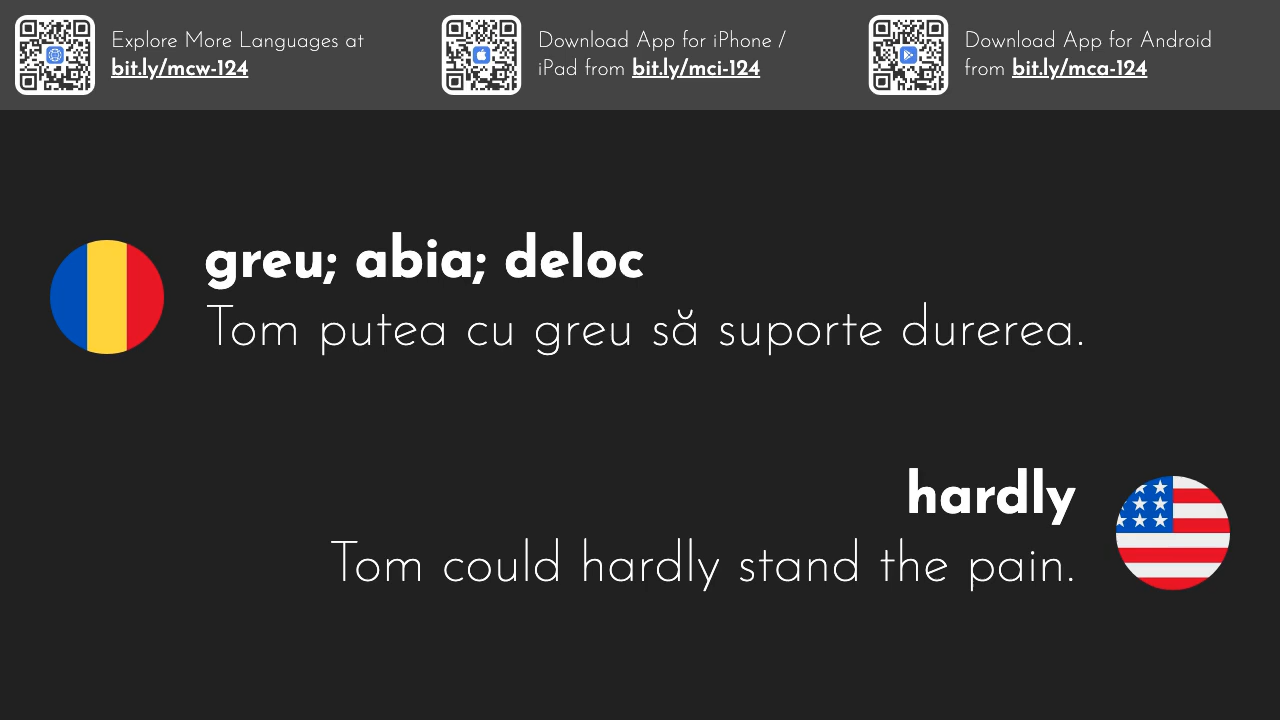 Explore More Languages at
bit.ly/mcw-124
Download App for iPhone /
iPad from bit.ly/mci-124
Download App for Android
from bit.ly/mca-124
greu; abia; deloc
Tom putea cu greu să suporte durerea.
hardly
Tom could hardly stand the pain.